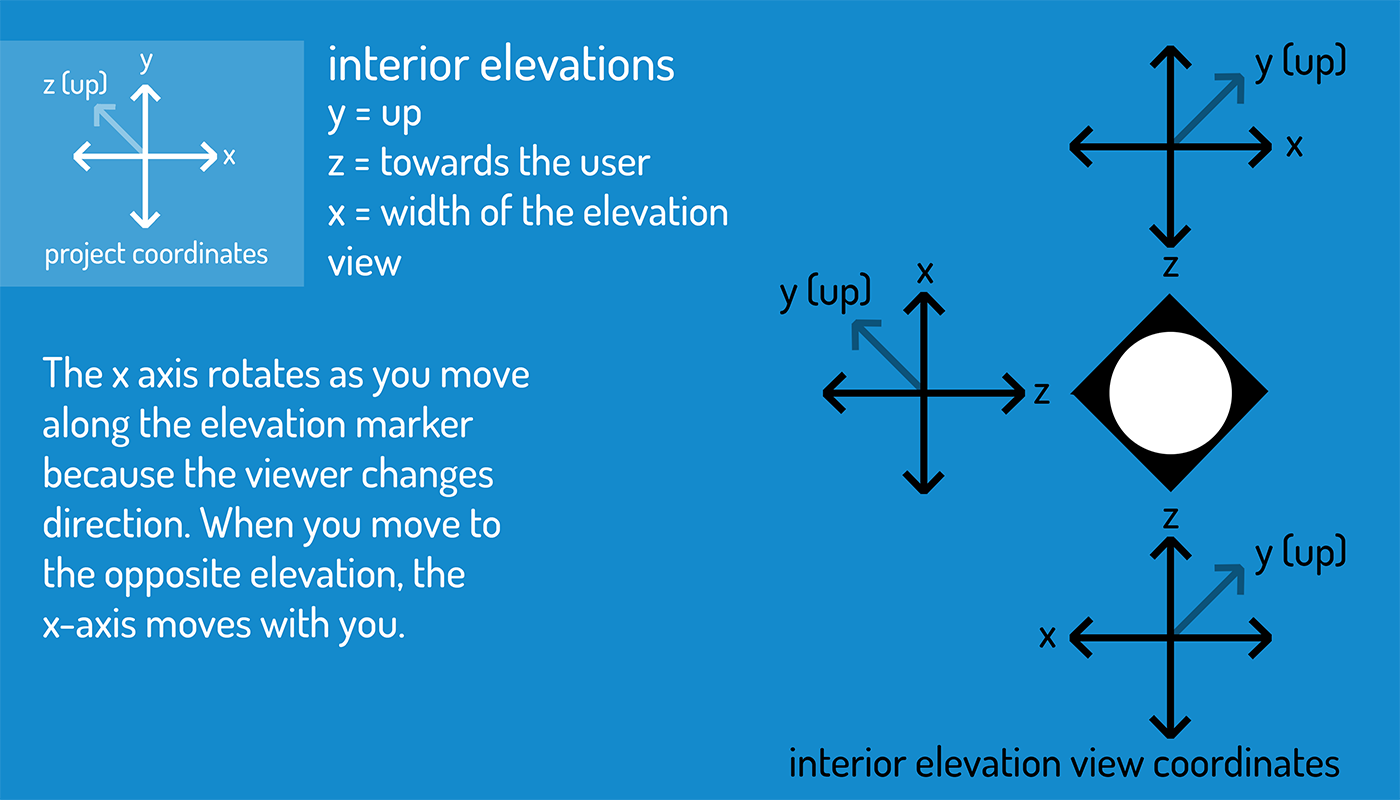 y
z (up)
x
project coordinates
interior elevations
y = up
z = towards the user
x = width of the elevation
view
The x axis rotates as you move
along the elevation marker
because the viewer changes
direction. When you move to
the opposite elevation, the
x-axis moves with you.
y (up)
x
z
x
y (up)
z
z
y (up)
x
interior elevation view coordinates